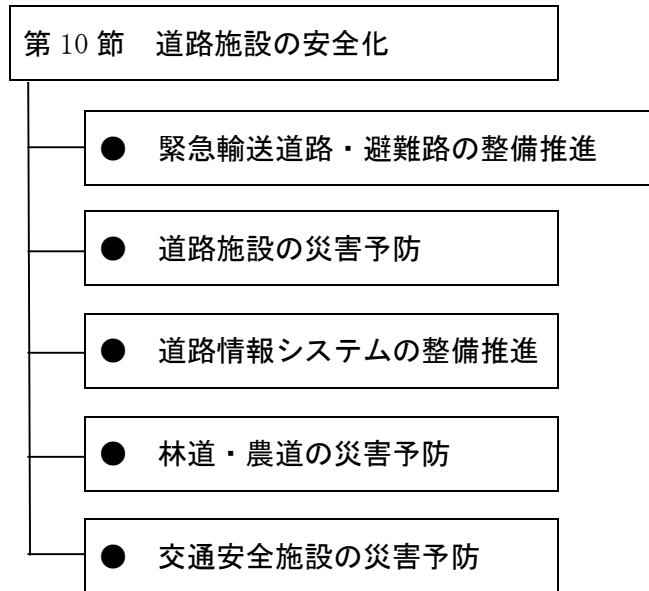 第 10 節　道路施設の安全化
●　緊急輸送道路・避難路の整備推進
●　道路施設の災害予防
●　道路情報システムの整備推進
●　林道・農道の災害予防
●　交通安全施設の災害予防